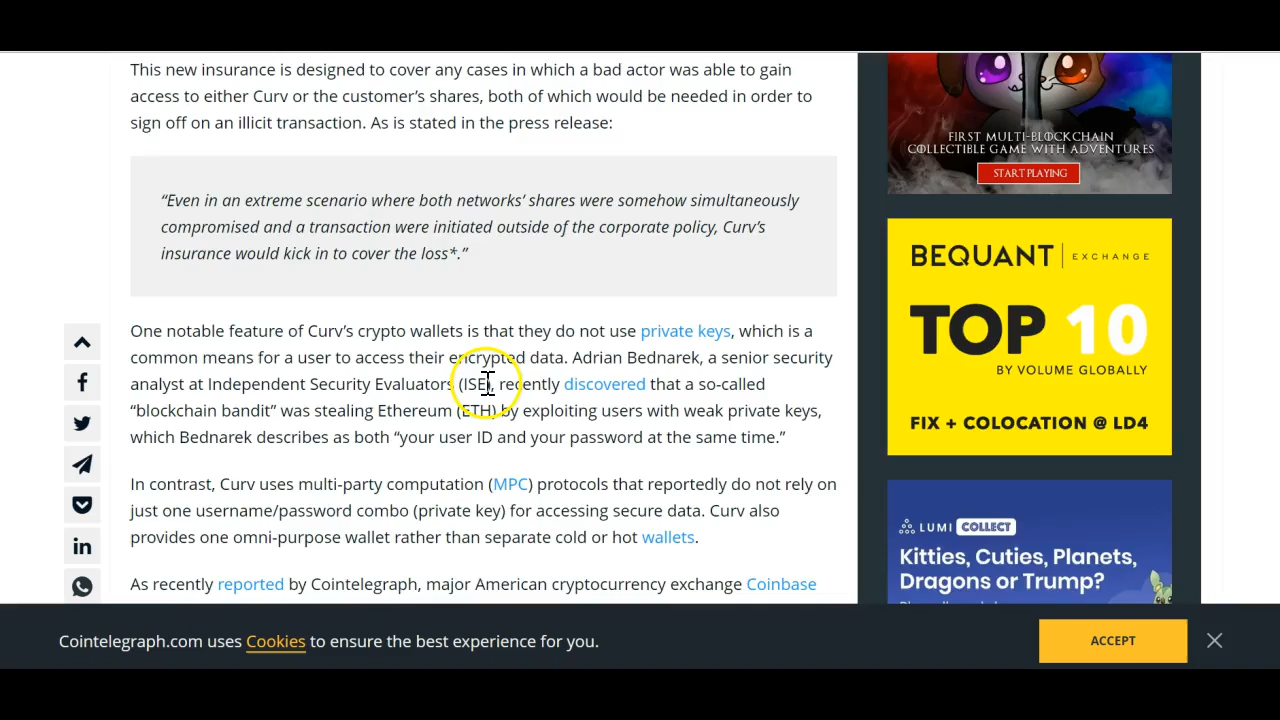 This new insurance is designed to cover any cases in which a bad actor was able to gain
access to either Curv or the customer’s shares, both of which would be needed in order to
sign off on an illicit transaction. As is stated in the press release:
“Even in an extreme scenario where both networks’ shares were somehow simultaneously
compromised and a transaction were initiated outside of the corporate policy, Curv’s
insurance would kick in to cover the loss*.”
One notable feature of Curv’s crypto wallets is that they do not use private keys, which is a
common means for a user to access their encrypted data. Adrian Bednarek, a senior security
analyst at Independent Security Evaluators (ISE), recently discovered that a so-called
“blockchain bandit” was stealing Ethereum (ETH) by exploiting users with weak private keys,
which Bednarek describes as both “your user ID and your password at the same time.”
In contrast, Curv uses multi-party computation (MPC) protocols that reportedly do not rely on
just one username/password combo (private key) for accessing secure data. Curv also
provides one omni-purpose wallet rather than separate cold or hot wallets.
As recently reported by Cointelegraph, major American cryptocurrency exchange Coinbase
FIRST MULTI-BLOCKCHAIN
COLLECTIBLE GAME WITH ADVENTURES
START PLAYING
BEQUANT EXCHANGE
TOP 10
BY VOLUME GLOBALLY
FIX + COLOCATION @ LD4
LUMI COLLECT
Kitties, Cuties, Planets,
Dragons or Trump?
Cointelegraph.com uses Cookies to ensure the best experience for you.
ACCEPT